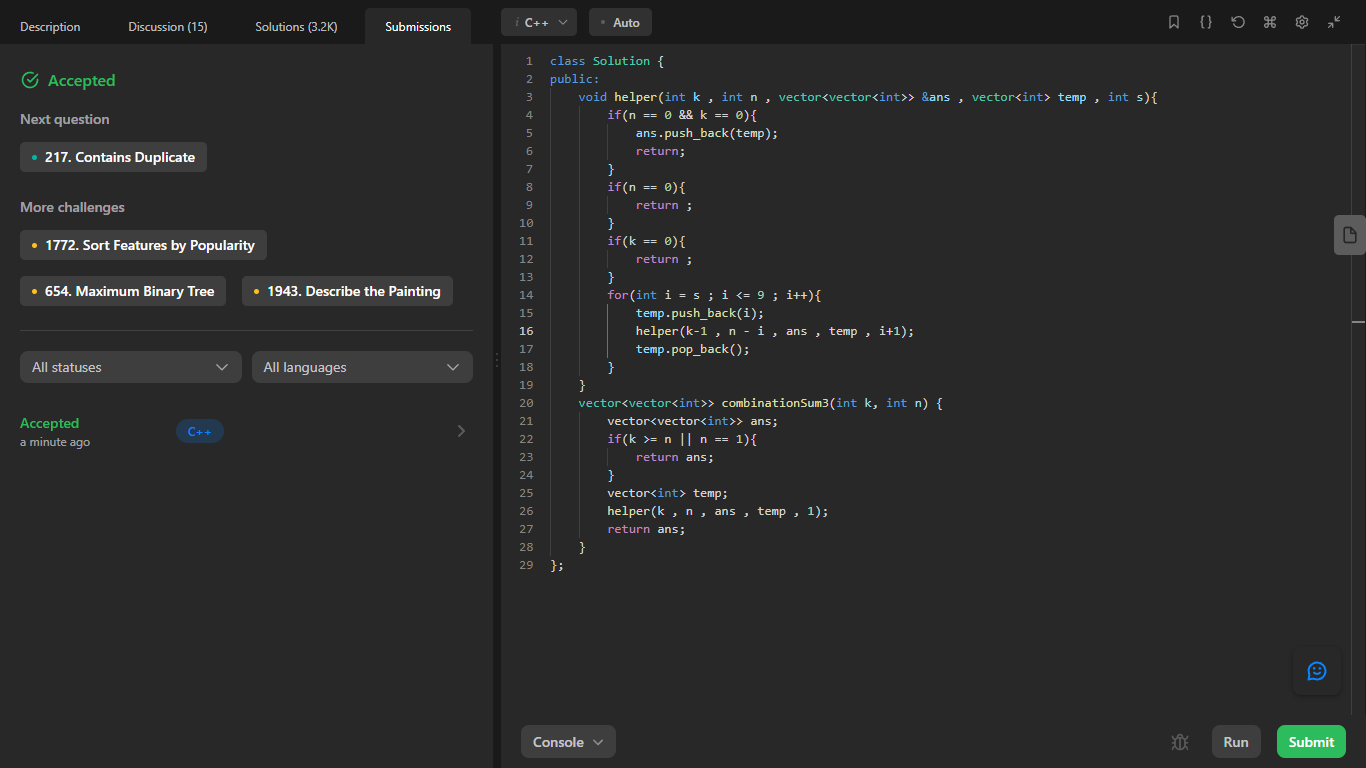 Description Discussion (15) Solutions (3.2K) Submissions
i C++ • Auto
Accepted
Next question
• 217. Contains Duplicate
More challenges
• 1772. Sort Features by Popularity
• 654. Maximum Binary Tree • 1943. Describe the Painting
All statuses All languages
Accepted C++
a minute ago
1 class Solution {
2 public:
3     void helper(int k , int n , vector<vector<int>> &ans , vector<int> temp , int s){
4         if(n == 0 && k == 0){
5             ans.push_back(temp);
6             return;
7         }
8         if(n == 0){
9             return ;
10         }
11         if(k == 0){
12             return ;
13         }
14         for(int i = s ; i <= 9 ; i++){
15             temp.push_back(i);
16             helper(k-1 , n - i , ans , temp , i+1);
17             temp.pop_back();
18         }
19     }
20     vector<vector<int>> combinationSum3(int k, int n) {
21         vector<vector<int>> ans;
22         if(k >= n || n == 1){
23             return ans;
24         }
25         vector<int> temp;
26         helper(k , n , ans , temp , 1);
27         return ans;
28     }
29 };
Console Run Submit